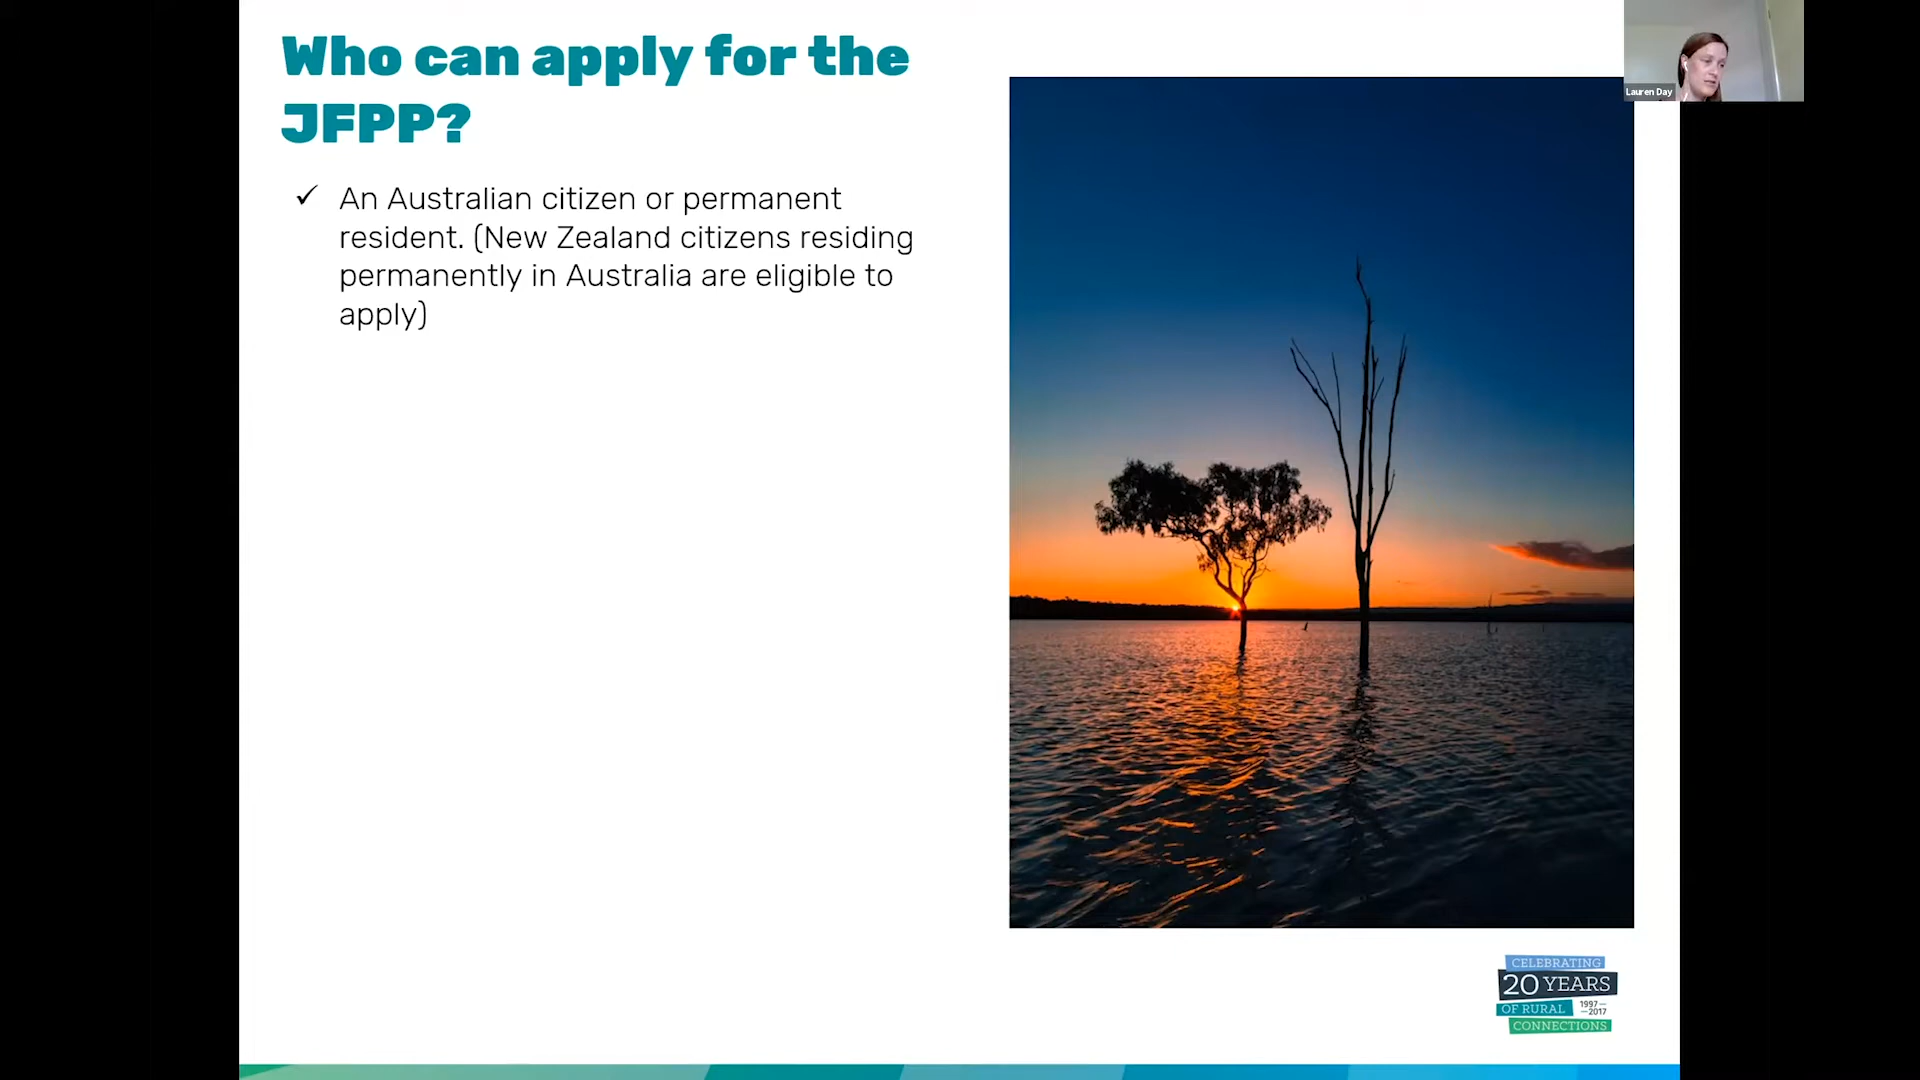 Who can apply for the
JFPP?
✓ An Australian citizen or permanent
resident. (New Zealand citizens residing
permanently in Australia are eligible to
apply)
Lauren Day
CELEBRATING
20 YEARS
OF RURAL 1997—
—2017
CONNECTIONS